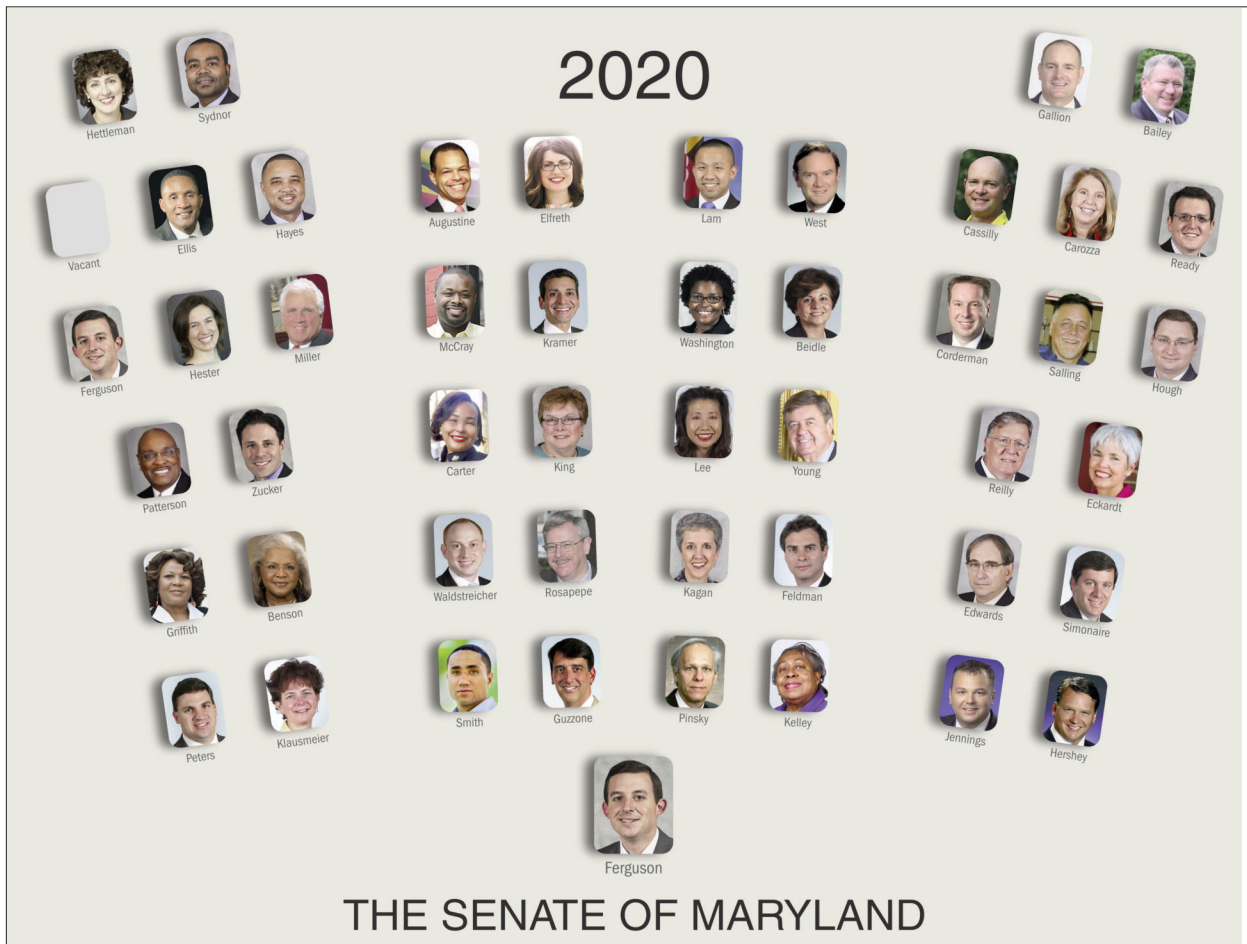 2020
Hettleman
Sydnor
Gallion
Bailey
Vacant
Ellis
Hayes
Augustine
Elfreth
Lam
West
Cassilly
Carozza
Ready
Ferguson
Hester
Miller
McCray
Kramer
Washington
Beidle
Corderman
Salling
Hough
Patterson
Zucker
Carter
King
Lee
Young
Reilly
Eckardt
Griffith
Benson
Waldstreicher
Rosapepe
Kagan
Feldman
Edwards
Simonaire
Peters
Klausmeier
Smith
Guzzone
Pinsky
Kelley
Jennings
Hershey
Ferguson
THE SENATE OF MARYLAND